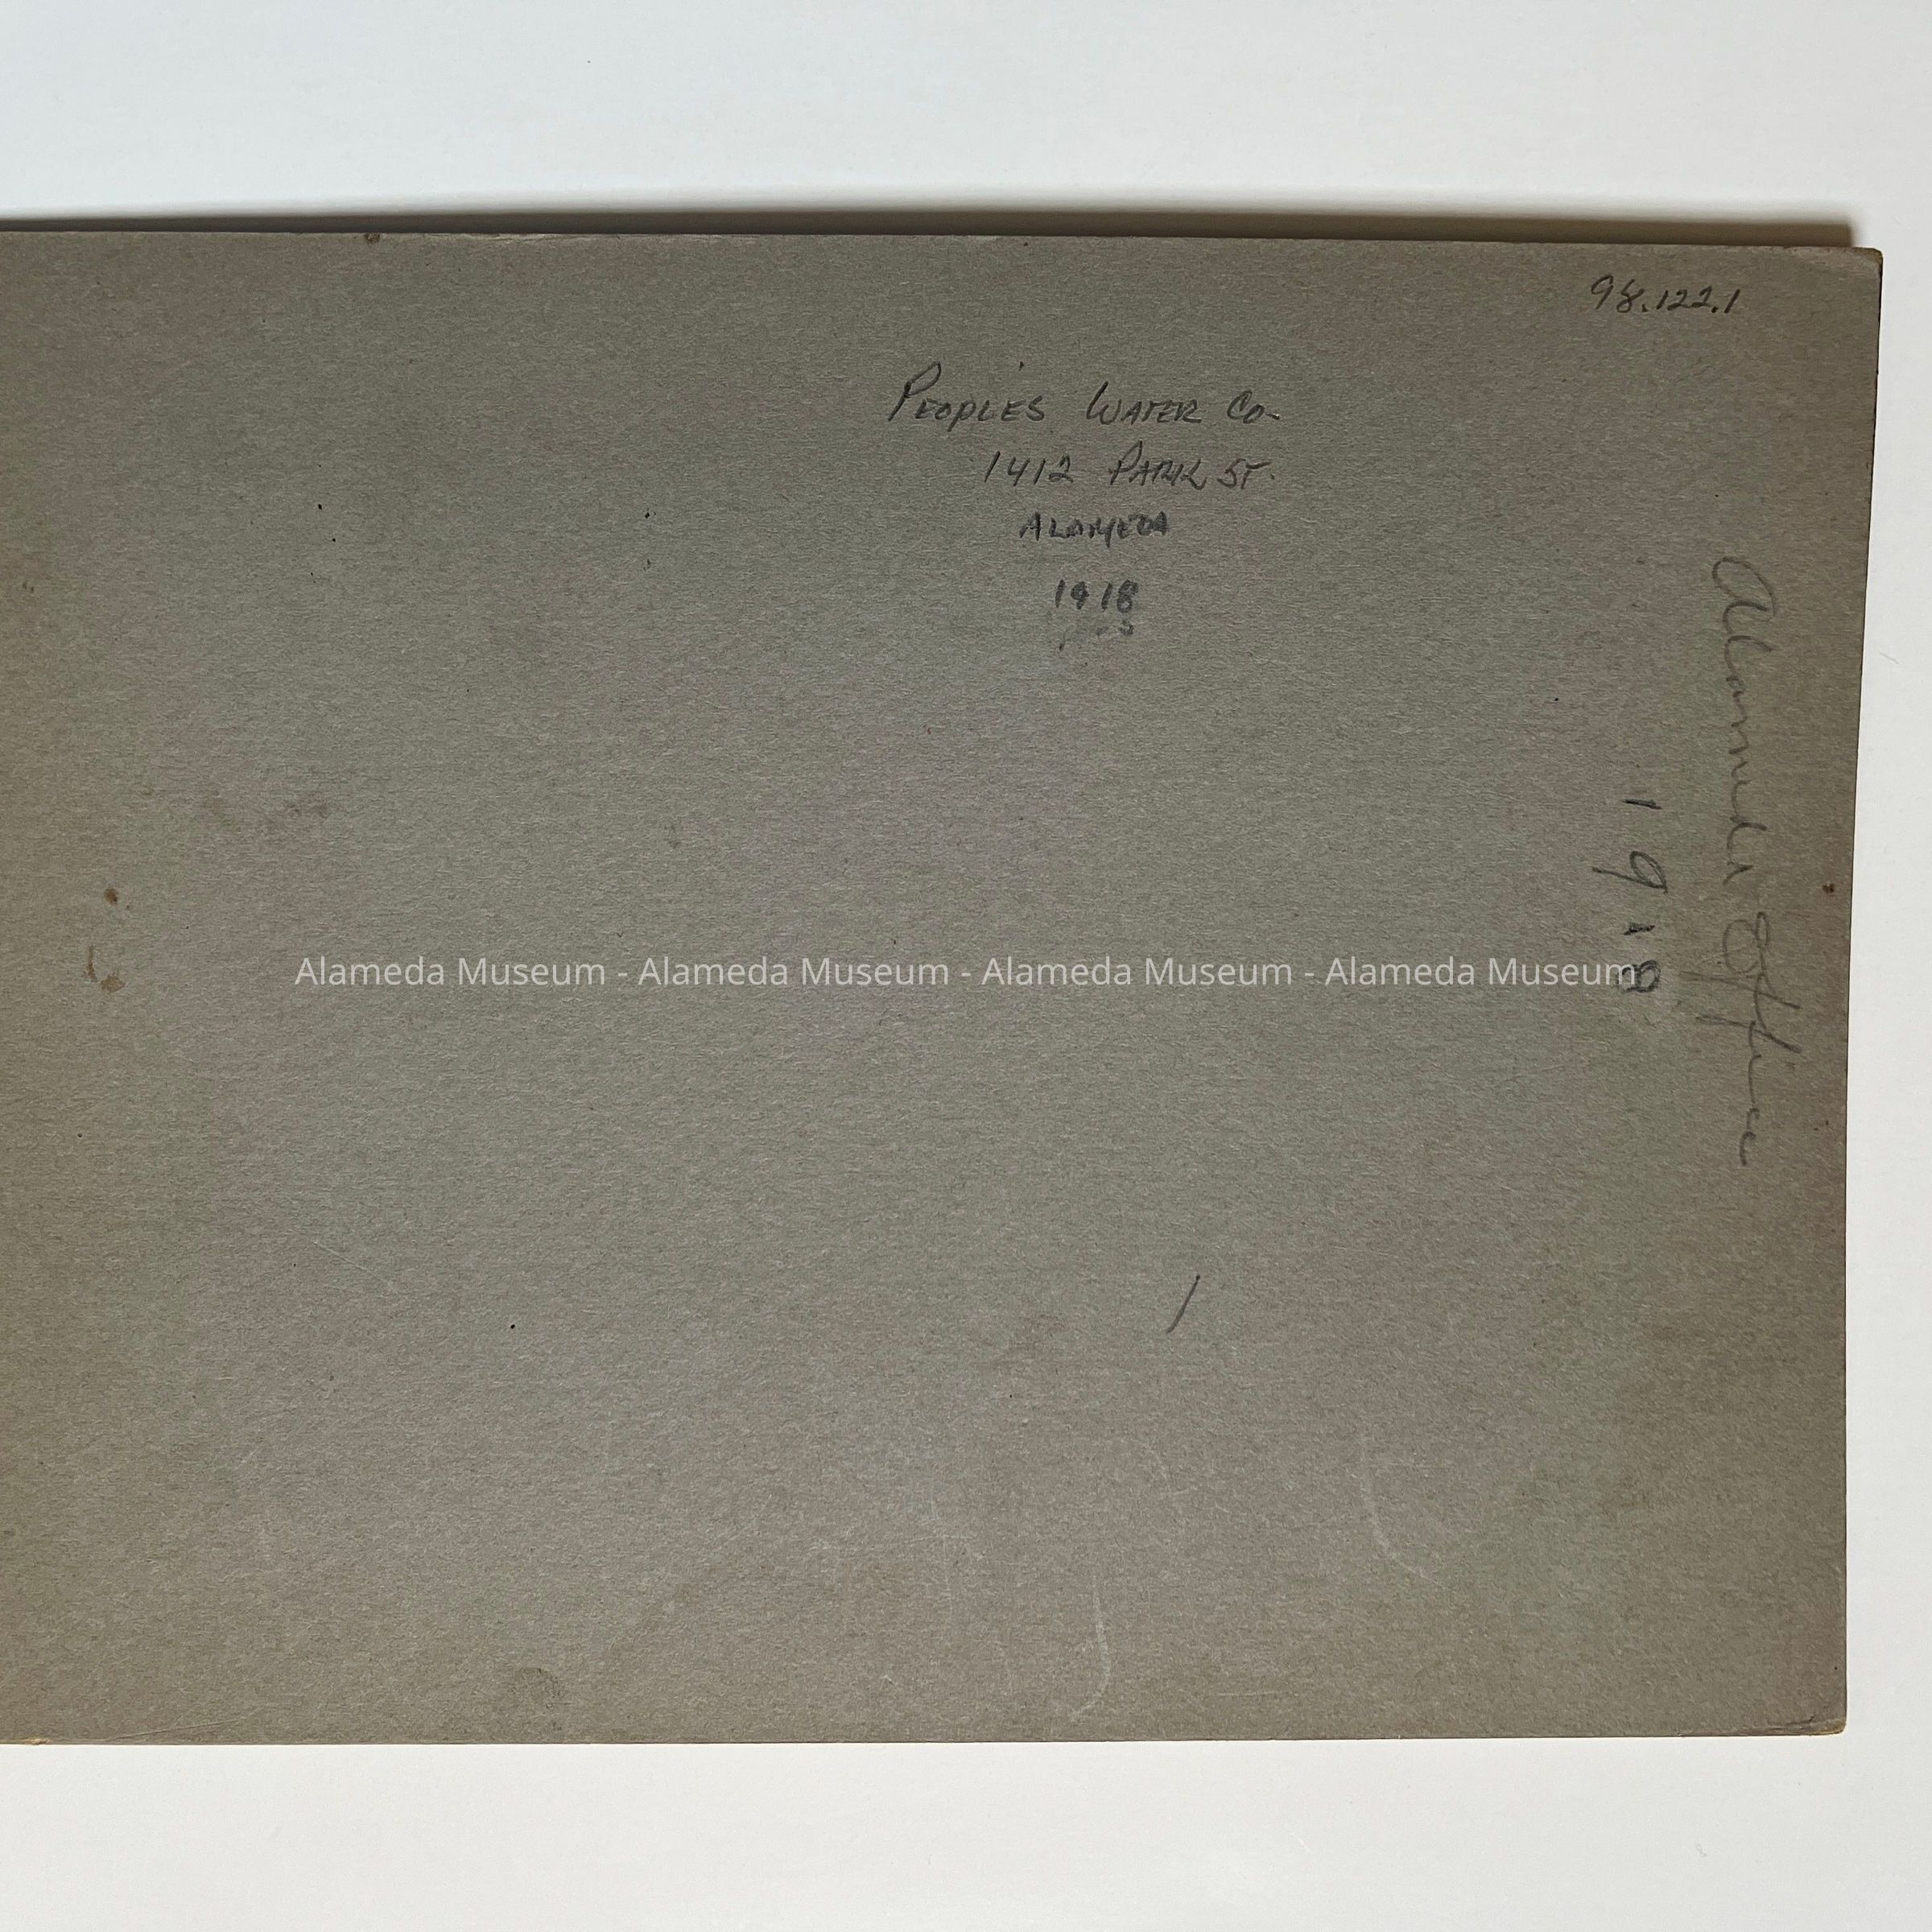 98.122.1
PEOPLE'S WATER CO.
1412 PARK ST.
ALAMEDA
1918
Alameda Office
1918
Alameda Museum - Alameda Museum - Alameda Museum - Alameda Museum